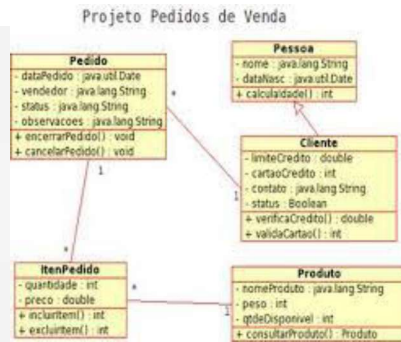 Projeto Pedidos de Venda
Pedido
- dataPedido : java.util.Date
- vendedor : java.lang.String
- status : java.lang.String
- observacoes : java.lang.String
+ encerrarPedido() : void
+ cancelarPedido() : void
Pessoa
- nome : java.lang.String
- dataNasc : java.util.Date
+ calculaIdade() : int
Cliente
- limiteCredito : double
- cartaoCredito : int
- contato : java.lang.String
- status : Boolean
+ verificaCredito() : double
+ validaCartao() : int
*
1
1
*
ItenPedido
- quantidade : int
- preco : double
+ incluirItem() : int
+ excluirItem() : int
*
1
Produto
- nomeProduto : java.lang.String
- peso : int
- qtdeDisponivel : int
+ consultarProduto() : Produto